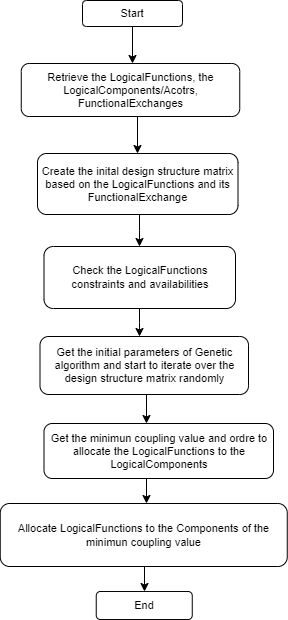 Start
Retrieve the LogicalFunctions, the
LogicalComponents/Acotrs,
FunctionalExchanges
Create the inital design structure matrix
based on the LogicalFunctions and its
FunctionalExchange
Check the LogicalFunctions
constraints and availabilities
Get the initial parameters of Genetic
algorithm and start to iterate over the
design structure matrix randomly
Get the minimun coupling value and ordre to
allocate the LogicalFunctions to the
LogicalComponents
Allocate LogicalFunctions to the Components of the
minimun coupling value
End